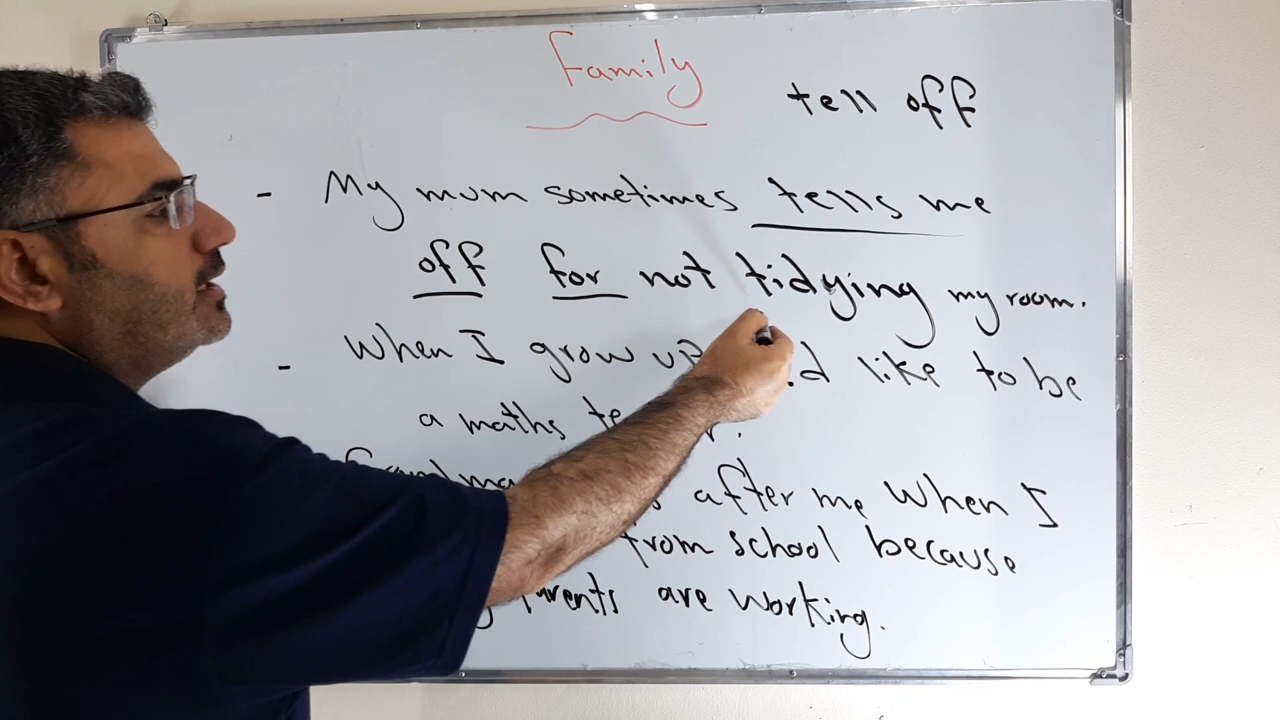 Family
tell off
- My mum sometimes tells me
off for not tidying my room.
- When I grow up like to be
a maths
after me when I
from school because
parents are working.